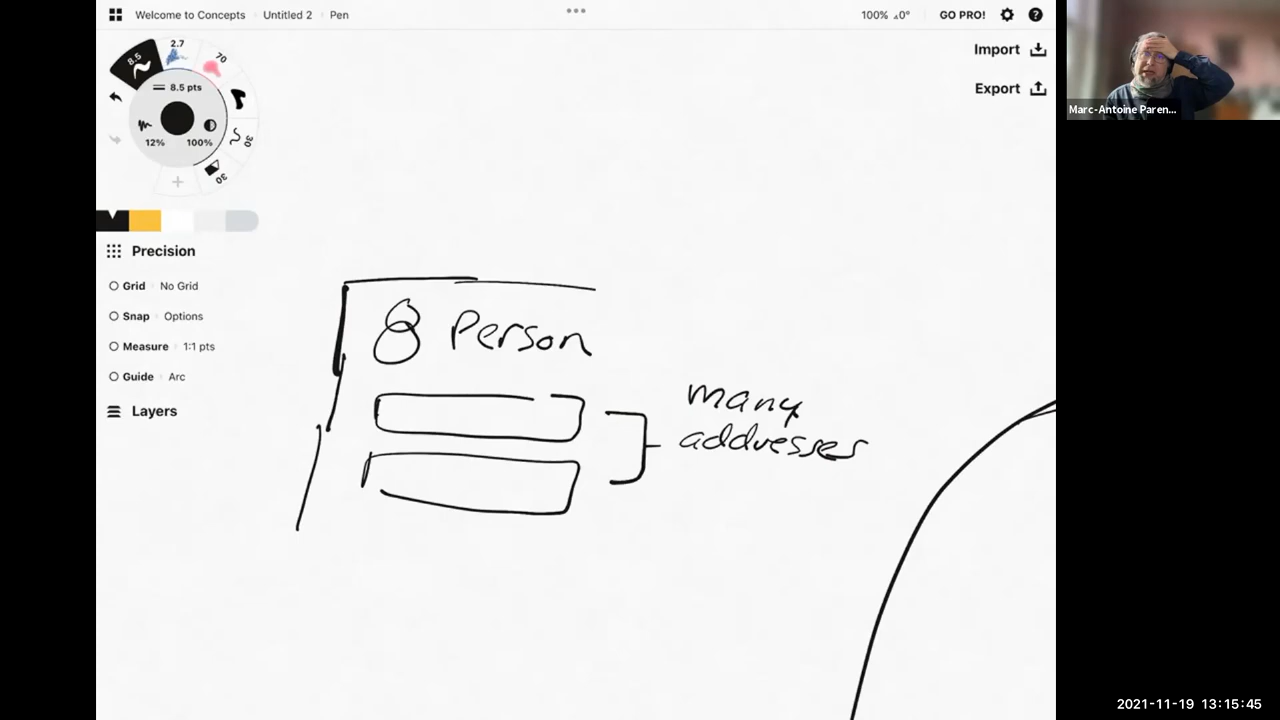 Welcome to Concepts Untitled 2 Pen
100% 0° GO PRO!
Import
Export
2.7
8.5
70
8.5 pts
12% 100%
30
30
Precision
Grid No Grid
Snap Options
Measure 1:1 pts
Guide Arc
Layers
Person
many
addresses
Marc-Antoine Paren...
2021-11-19 13:15:45